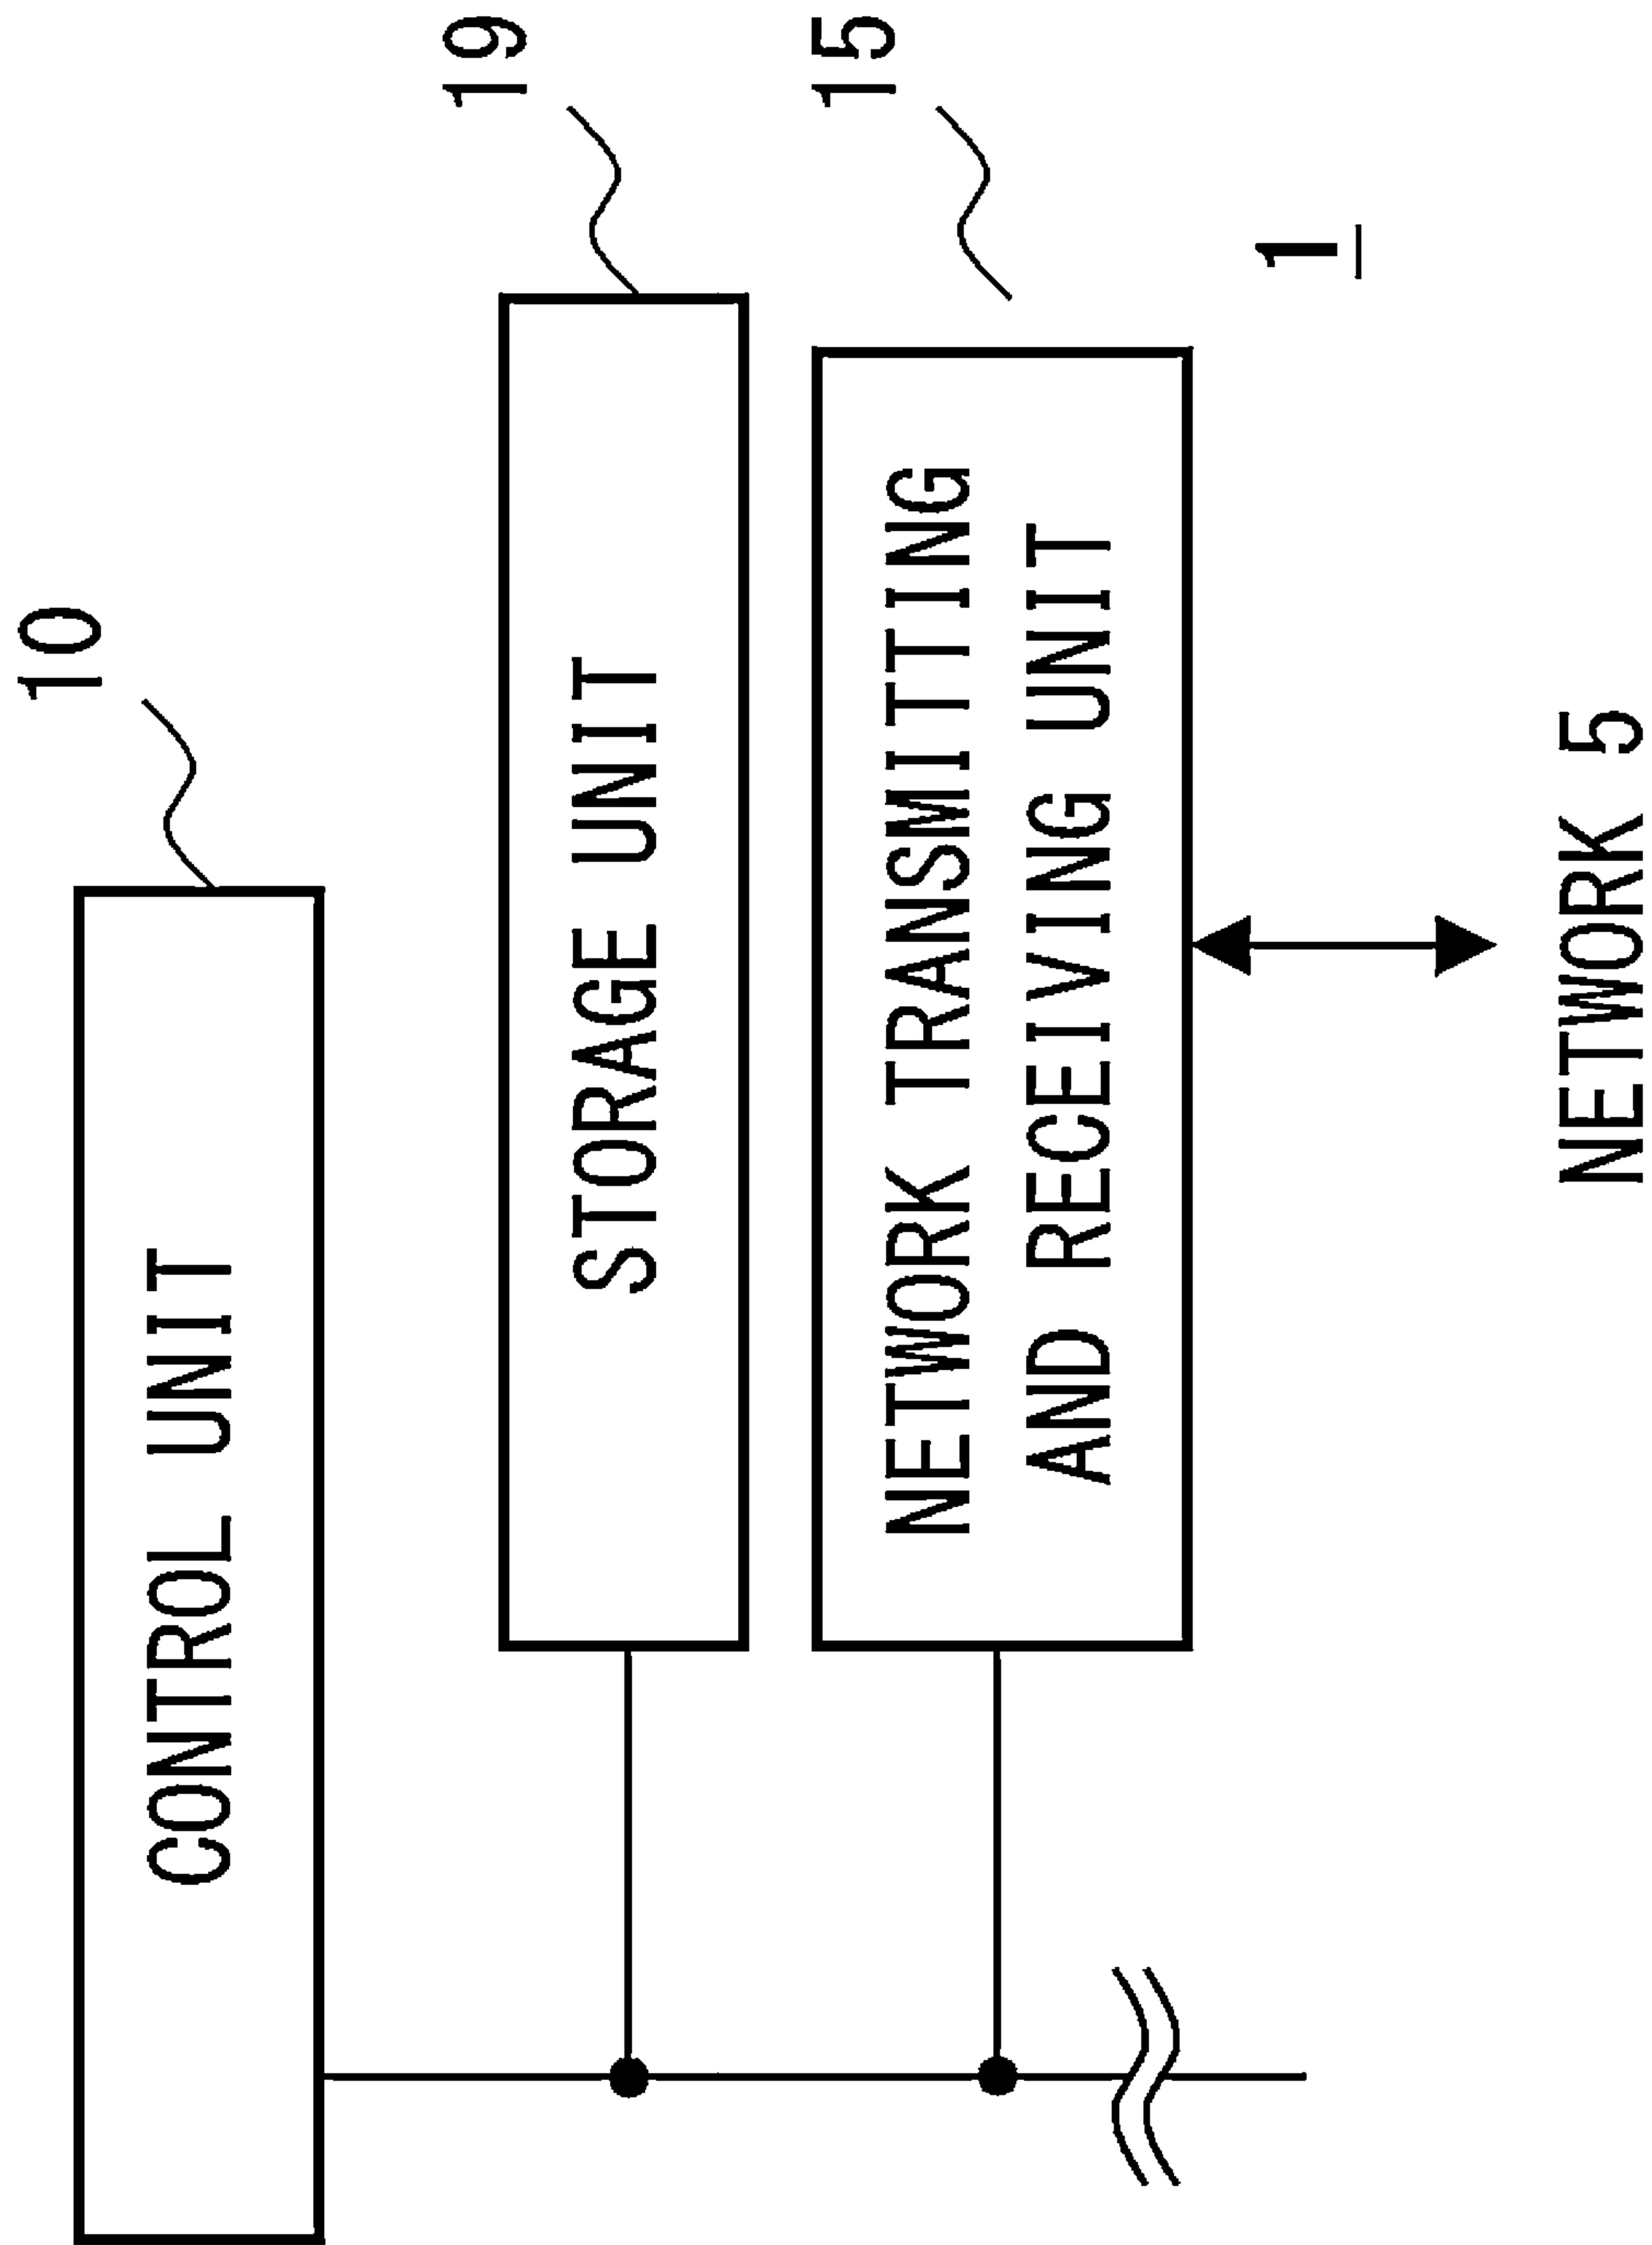 10
CONTROL UNIT
19
STORAGE UNIT
15
NETWORK TRANSMITTING
AND RECEIVING UNIT
1
NETWORK 5